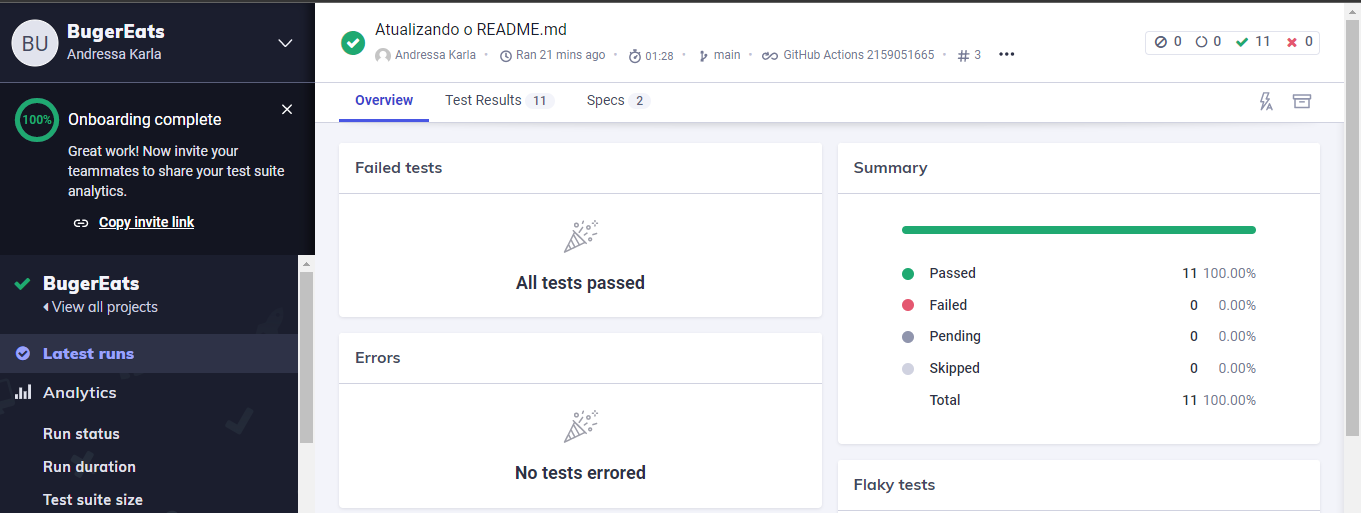 BU
BugerEats
Andressa Karla
100%
Onboarding complete
Great work! Now invite your
teammates to share your test suite
analytics.
Copy invite link
BugerEats
View all projects
Latest runs
Analytics
Run status
Run duration
Test suite size
Atualizando o README.md
Andressa Karla
Ran 21 mins ago
01:28
main
GitHub Actions 2159051665
# 3
0 0 11 0
Overview
Test Results 11
Specs 2
Failed tests
All tests passed
Errors
No tests errored
Summary
Passed 11 100.00%
Failed 0 0.00%
Pending 0 0.00%
Skipped 0 0.00%
Total 11 100.00%
Flaky tests